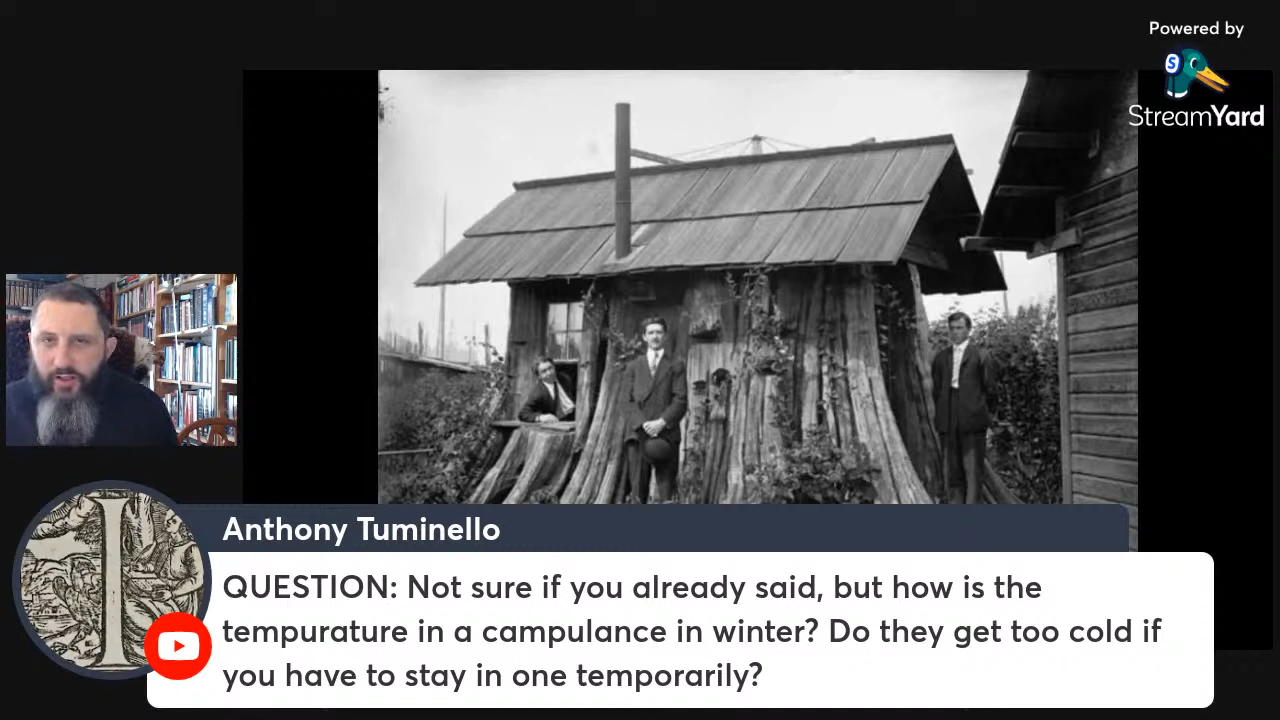 Powered by
StreamYard
Anthony Tuminello
QUESTION: Not sure if you already said, but how is the
tempurature in a campulance in winter? Do they get too cold if
you have to stay in one temporarily?